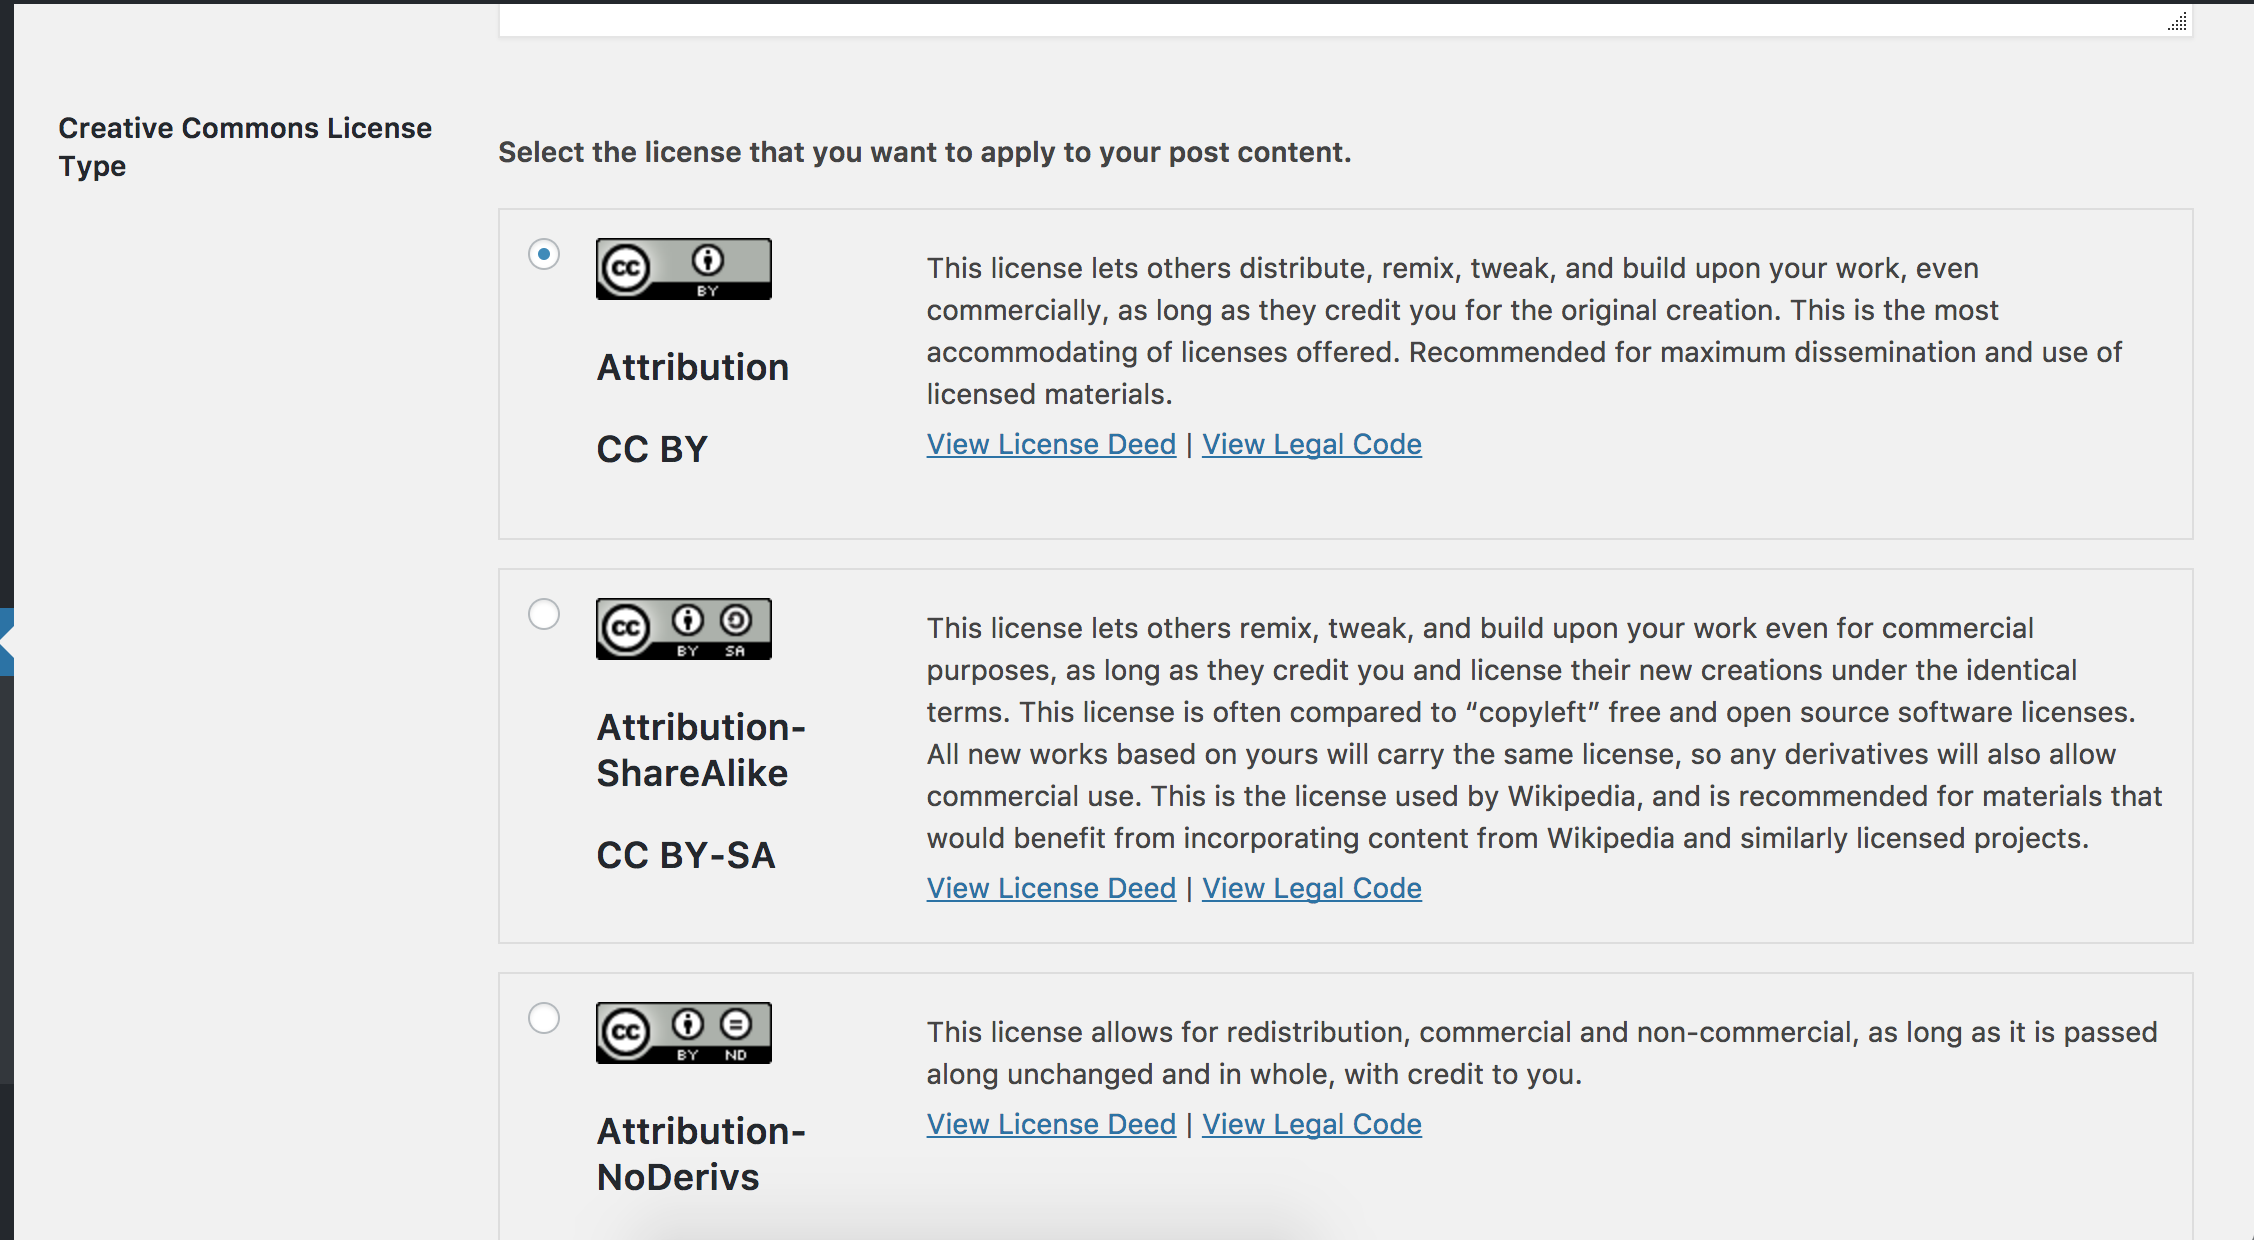 Creative Commons License
Type
Select the license that you want to apply to your post content.
CC
BY
Attribution
CC BY
This license lets others distribute, remix, tweak, and build upon your work, even
commercially, as long as they credit you for the original creation. This is the most
accommodating of licenses offered. Recommended for maximum dissemination and use of
licensed materials.
View License Deed | View Legal Code
CC
BY SA
Attribution-
ShareAlike
CC BY-SA
This license lets others remix, tweak, and build upon your work even for commercial
purposes, as long as they credit you and license their new creations under the identical
terms. This license is often compared to “copyleft” free and open source software licenses.
All new works based on yours will carry the same license, so any derivatives will also allow
commercial use. This is the license used by Wikipedia, and is recommended for materials that
would benefit from incorporating content from Wikipedia and similarly licensed projects.
View License Deed | View Legal Code
CC
BY ND
Attribution-
NoDerivs
This license allows for redistribution, commercial and non-commercial, as long as it is passed
along unchanged and in whole, with credit to you.
View License Deed | View Legal Code